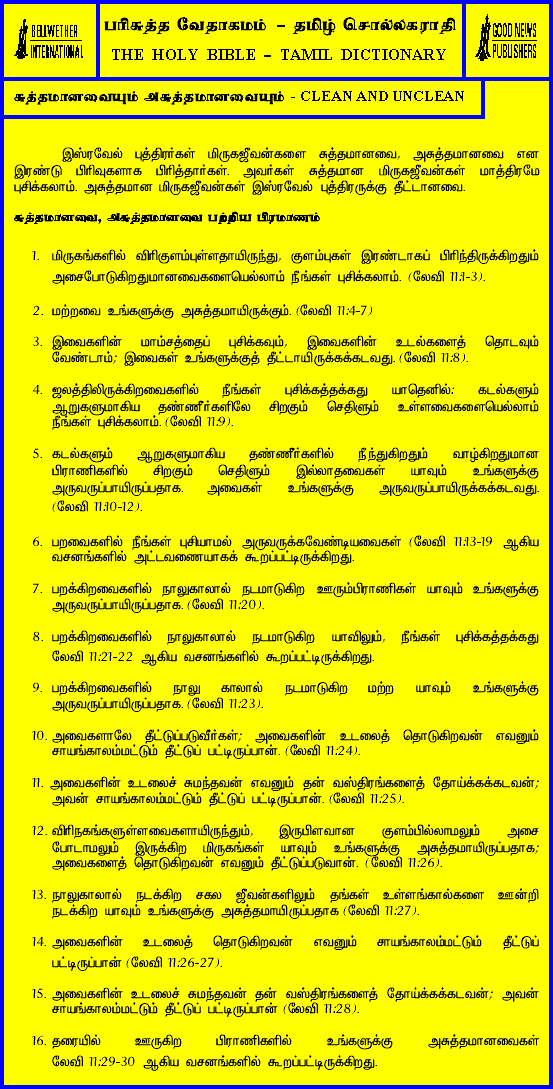 BELLWETHER
INTERNATIONAL
பரிசுத்த வேதாகமம் – தமிழ் சொல்லகராதி
THE HOLY BIBLE – TAMIL DICTIONARY
GOOD NEWS
PUBLISHERS
சுத்தமானவையும் அசுத்தமானவையும் - CLEAN AND UNCLEAN
இஸ்ரவேல் புத்திரர்கள் மிருகஜீவன்களை சுத்தமானவை, அசுத்தமானவை என
இரண்டு பிரிவுகளாக பிரித்தார்கள். அவர்கள் சுத்தமான மிருகஜீவன்கள் மாத்திரமே
புசிக்கலாம். அசுத்தமான மிருகஜீவன்கள் இஸ்ரவேல் புத்திரருக்கு தீட்டானவை.
சுத்தமானவை, அசுத்தமானவை பற்றிய பிரமாணம்
1. மிருகங்களில் விரிகுளம்புள்ளதாயிருந்து, குளம்புகள் இரண்டாகப் பிரிந்திருக்கிறதும்
அசைபோடுகிறதுமானவைகளையெல்லாம் நீங்கள் புசிக்கலாம். (லேவி 11:1-3).
2. மற்றவை உங்களுக்கு அசுத்தமாயிருக்கும். (லேவி 11:4-7)
3. இவைகளின் மாம்சத்தைப் புசிக்கவும், இவைகளின் உடல்களைத் தொடவும்
வேண்டாம்; இவைகள் உங்களுக்குத் தீட்டாயிருக்கக்கடவது. (லேவி 11:8).
4. ஜலத்திலிருக்கிறவைகளில் நீங்கள் புசிக்கத்தக்கது யாதெனில்: கடல்களும்
ஆறுகளுமாகிய தண்ணீர்களிலே சிறகும் செதிளும் உள்ளவைகளையெல்லாம்
நீங்கள் புசிக்கலாம். (லேவி 11:9).
5. கடல்களும் ஆறுகளுமாகிய தண்ணீர்களில் நீந்துகிறதும் வாழ்கிறதுமான
பிராணிகளில் சிறகும் செதிளும் இல்லாதவைகள் யாவும் உங்களுக்கு
அருவருப்பாயிருப்பதாக. அவைகள் உங்களுக்கு அருவருப்பாயிருக்கக்கடவது.
(லேவி 11:10-12).
6. பறவைகளில் நீங்கள் புசியாமல் அருவருக்கவேண்டியவைகள் (லேவி 11:13-19 ஆகிய
வசனங்களில் அட்டவணையாகக் கூறப்பட்டிருக்கிறது.
7. பறக்கிறவைகளில் நாலுகாலால் நடமாடுகிற ஊரும்பிராணிகள் யாவும் உங்களுக்கு
அருவருப்பாயிருப்பதாக. (லேவி 11:20).
8. பறக்கிறவைகளில் நாலுகாலால் நடமாடுகிற யாவிலும், நீங்கள் புசிக்கத்தக்கது
லேவி 11:21-22 ஆகிய வசனங்களில் கூறப்பட்டிருக்கிறது.
9. பறக்கிறவைகளில் நாலு காலால் நடமாடுகிற மற்ற யாவும் உங்களுக்கு
அருவருப்பாயிருப்பதாக. (லேவி 11:23).
10. அவைகளாலே தீட்டுப்படுவீர்கள்; அவைகளின் உடலைத் தொடுகிறவன் எவனும்
சாயங்காலம்மட்டும் தீட்டுப் பட்டிருப்பான். (லேவி 11:24).
11. அவைகளின் உடலைச் சுமந்தவன் எவனும் தன் வஸ்திரங்களைத் தோய்க்கக்கடவன்;
அவன் சாயங்காலம்மட்டும் தீட்டுப் பட்டிருப்பான். (லேவி 11:25).
12. விரிநகங்களுள்ளவைகளாயிருந்தும், இருபிளவான குளம்பில்லாமலும் அசை
போடாமலும் இருக்கிற மிருகங்கள் யாவும் உங்களுக்கு அசுத்தமாயிருப்பதாக;
அவைகளைத் தொடுகிறவன் எவனும் தீட்டுப்படுவான். (லேவி 11:26).
13. நாலுகாலால் நடக்கிற சகல ஜீவன்களிலும் தங்கள் உள்ளங்கால்களை ஊன்றி
நடக்கிற யாவும் உங்களுக்கு அசுத்தமாயிருப்பதாக (லேவி 11:27).
14. அவைகளின் உடலைத் தொடுகிறவன் எவனும் சாயங்காலம்மட்டும் தீட்டுப்
பட்டிருப்பான் (லேவி 11:26-27).
15. அவைகளின் உடலைச் சுமந்தவன் தன் வஸ்திரங்களைத் தோய்க்கக்கடவன்; அவன்
சாயங்காலம்மட்டும் தீட்டுப் பட்டிருப்பான் (லேவி 11:28).
16. தரையில் ஊருகிற பிராணிகளில் உங்களுக்கு அசுத்தமானவைகள்
லேவி 11:29-30 ஆகிய வசனங்களில் கூறப்பட்டிருக்கிறது.